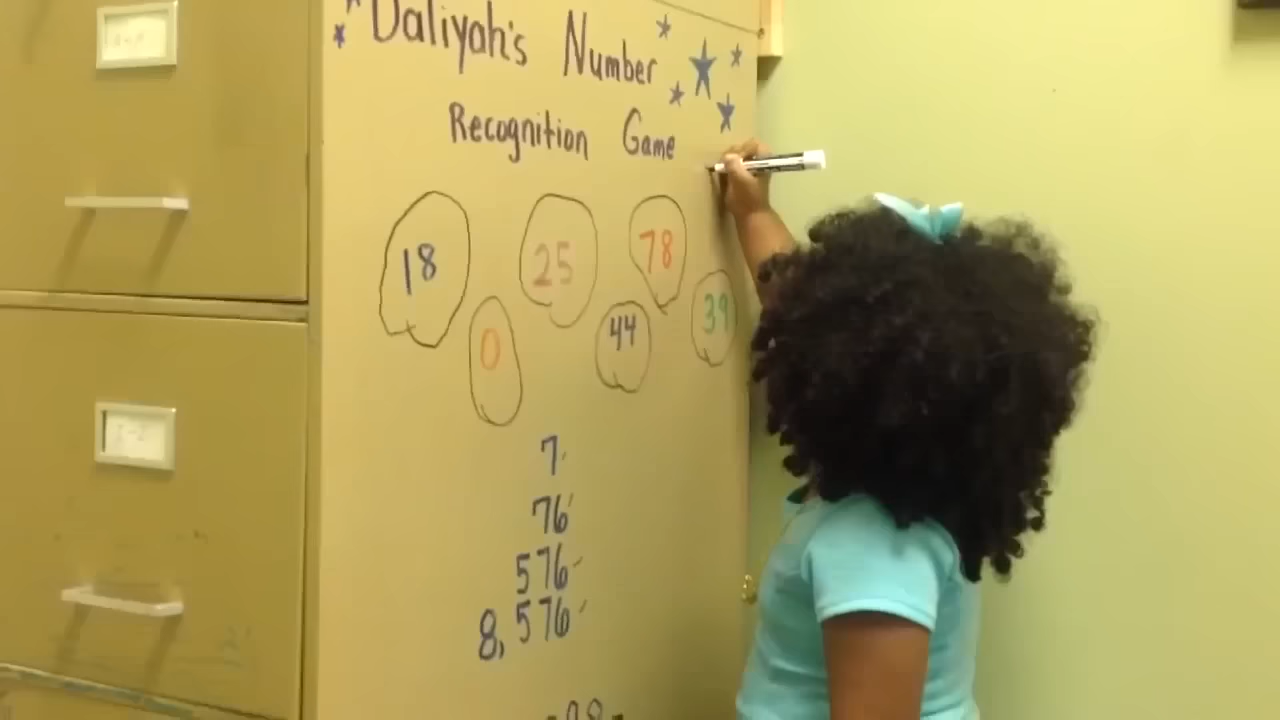 Daliyah's Number
Recognition Game
18 25 78
0 44 39
7
76
576
8,576